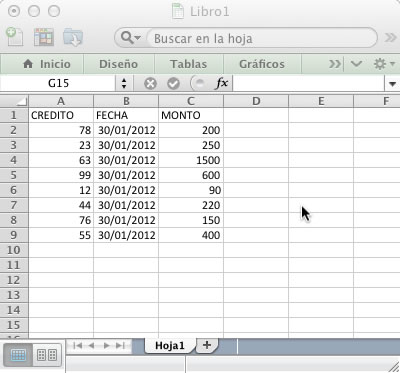 Libro1
Buscar en la hoja
Inicio Diseño Tablas Gráficos
G15 fx
A B C D E F
1 CREDITO FECHA MONTO
2 78 30/01/2012 200
3 23 30/01/2012 250
4 63 30/01/2012 1500
5 99 30/01/2012 600
6 12 30/01/2012 90
7 44 30/01/2012 220
8 76 30/01/2012 150
9 55 30/01/2012 400
10
11
12
13
14
15
Hoja1